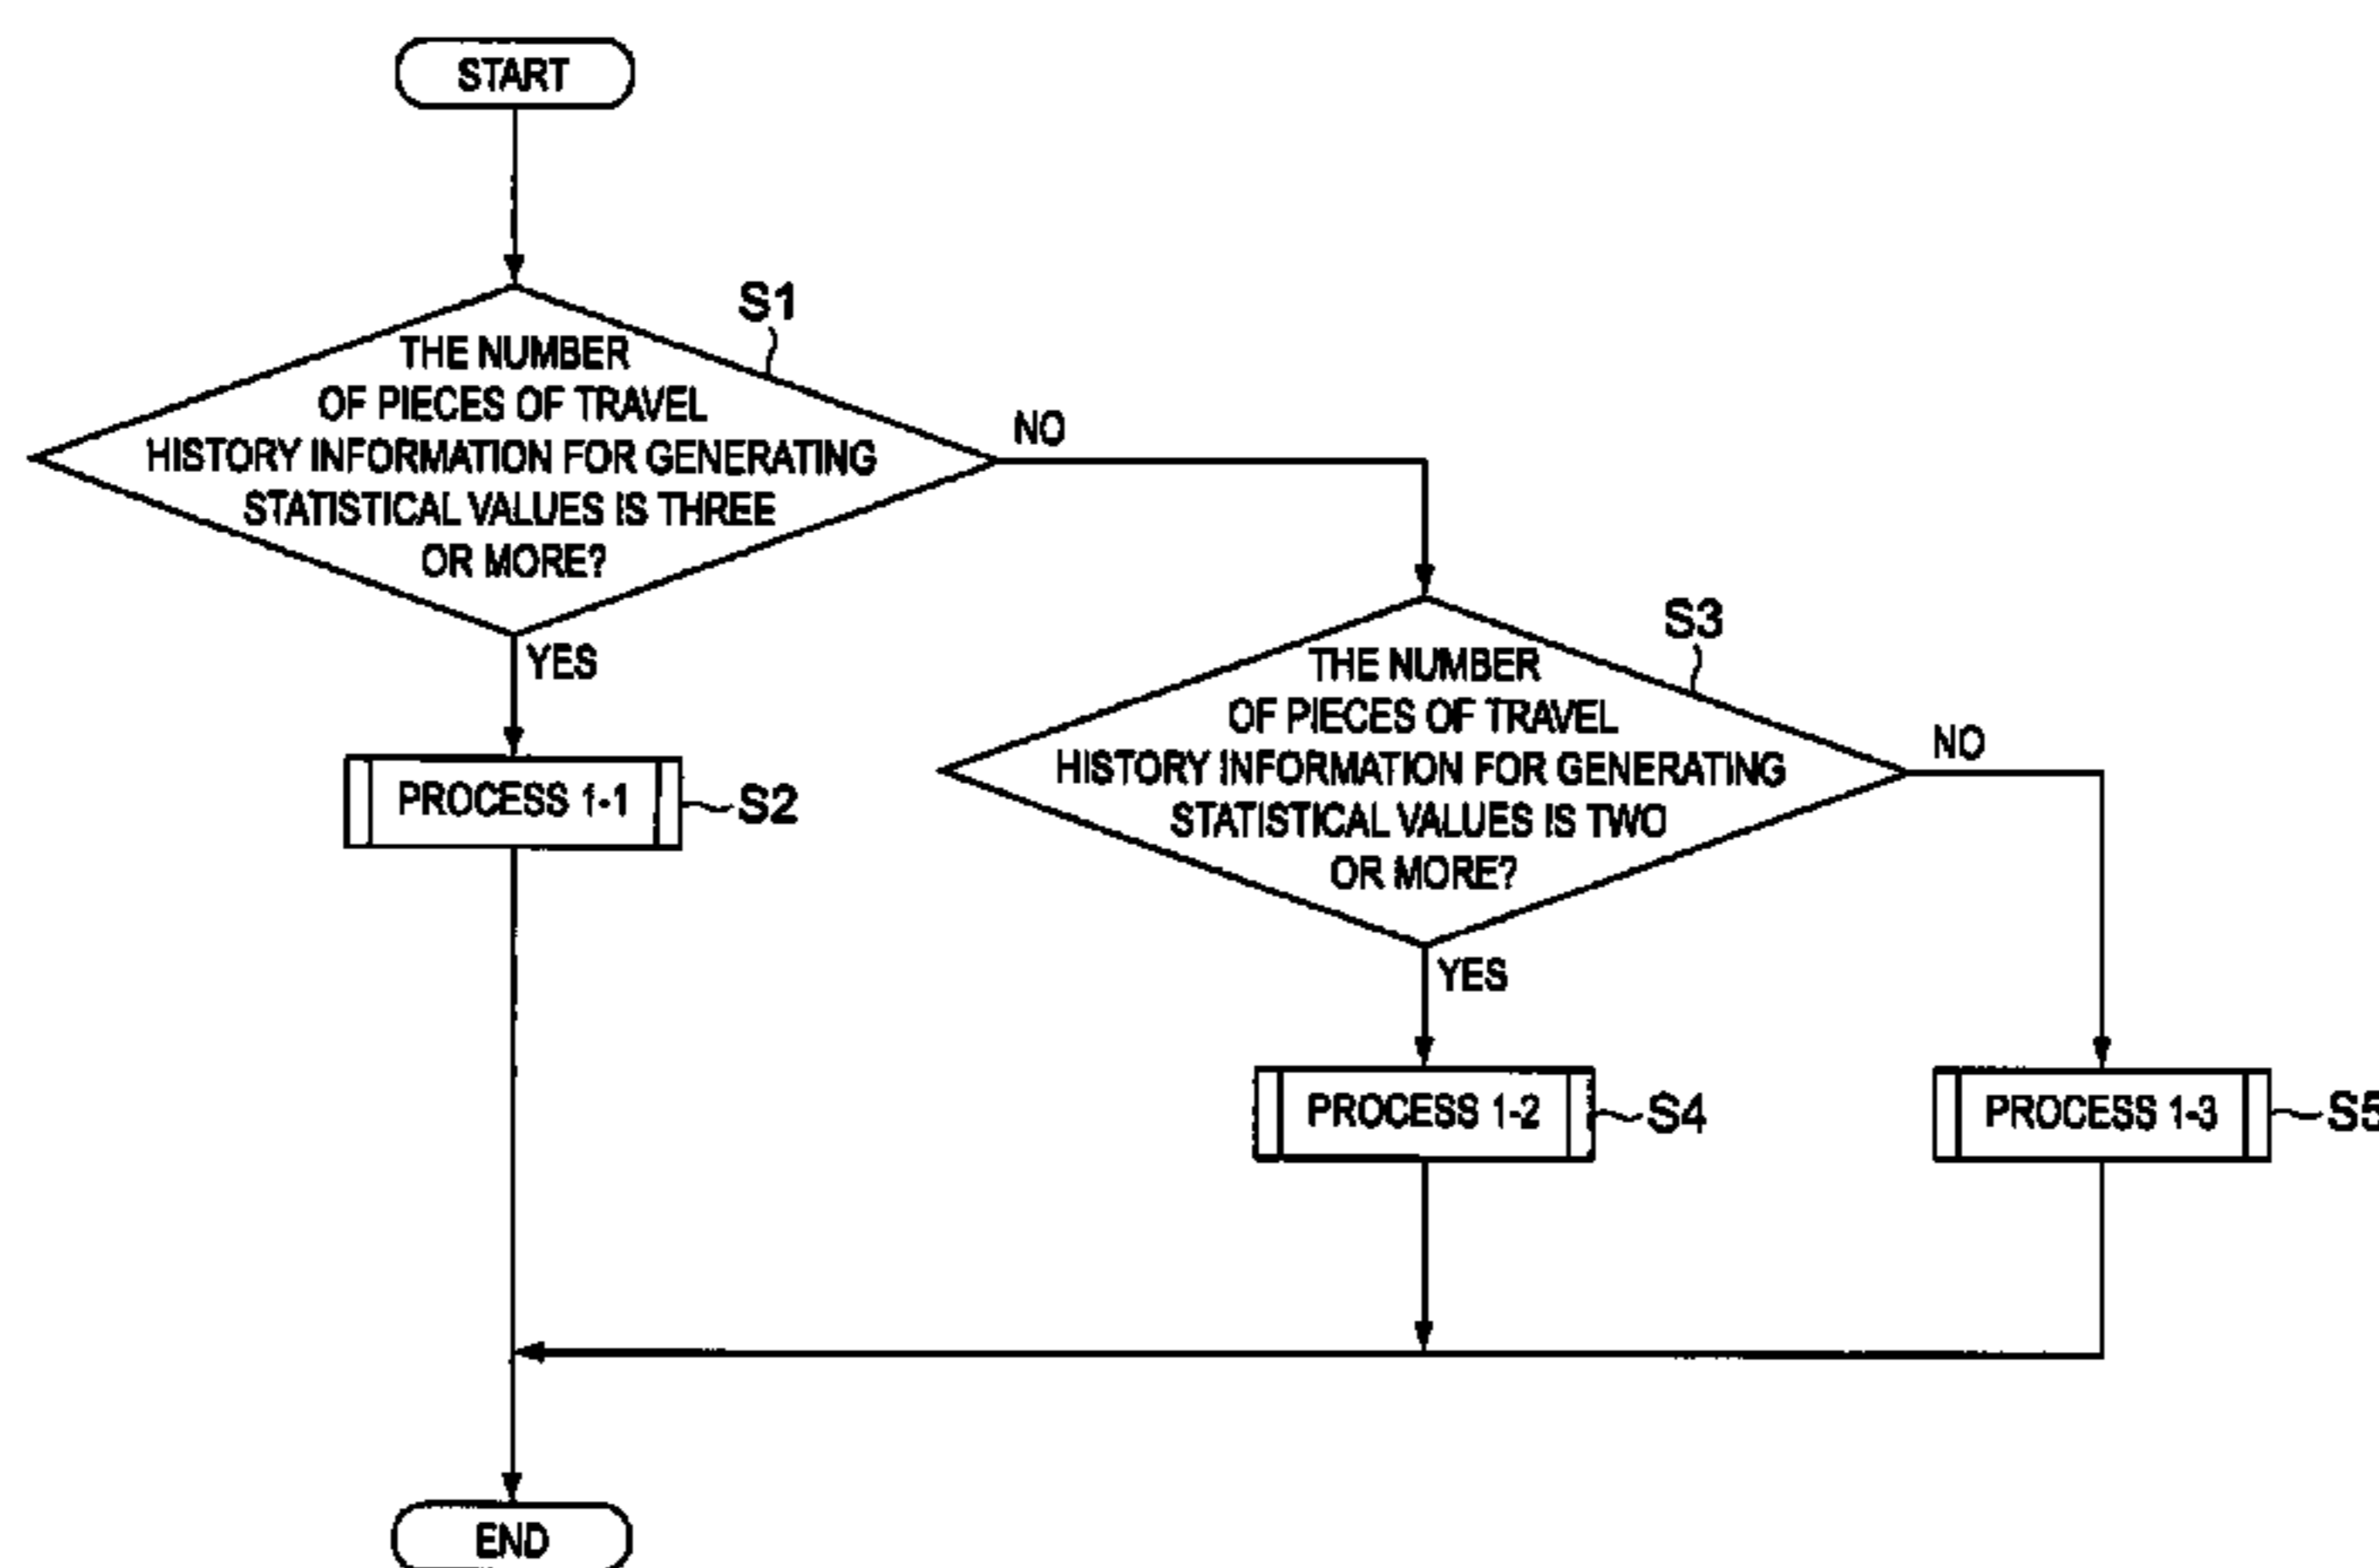 START
S1
THE NUMBER
OF PIECES OF TRAVEL
HISTORY INFORMATION FOR GENERATING
STATISTICAL VALUES IS THREE
OR MORE?
NO
YES
S3
THE NUMBER
OF PIECES OF TRAVEL
HISTORY INFORMATION FOR GENERATING
STATISTICAL VALUES IS TWO
OR MORE?
NO
PROCESS 1-1
S2
YES
PROCESS 1-2
S4
PROCESS 1-3
S5
END